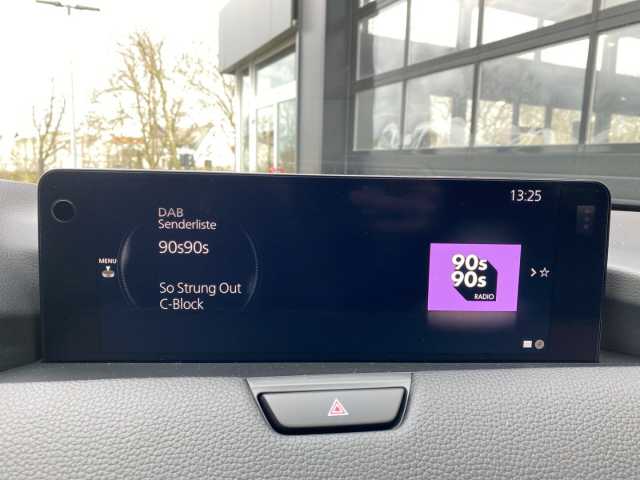 13:25
DAB
Senderliste
90s90s
MENU
So Strung Out
C-Block
90s
90s
RADIO